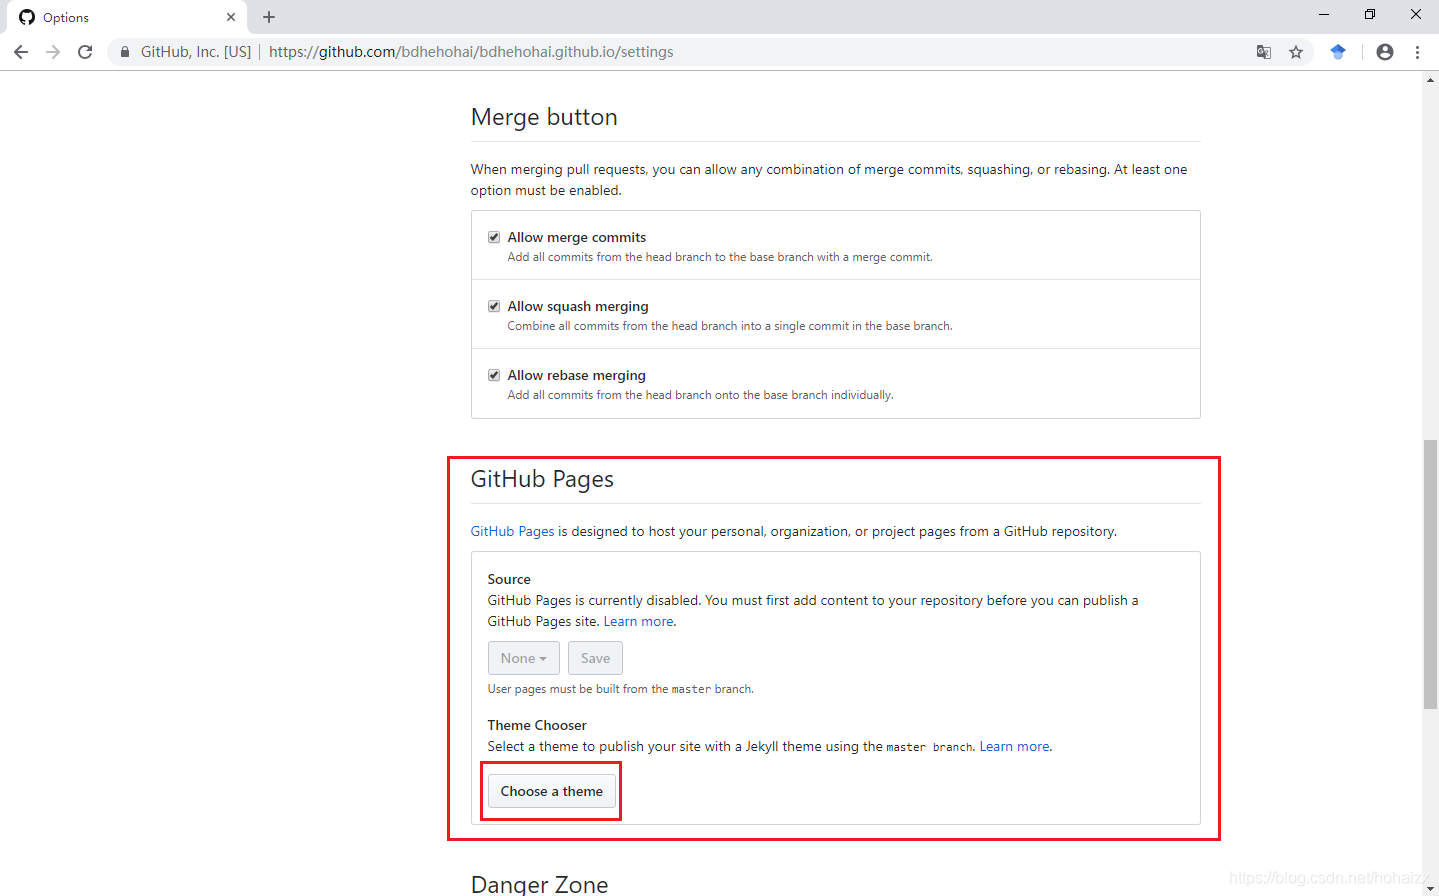 Options
GitHub, Inc. [US] | https://github.com/bdhehohai/bdhehohai.github.io/settings
Merge button
When merging pull requests, you can allow any combination of merge commits, squashing, or rebasing. At least one
option must be enabled.
Allow merge commits
Add all commits from the head branch to the base branch with a merge commit.
Allow squash merging
Combine all commits from the head branch into a single commit in the base branch.
Allow rebase merging
Add all commits from the head branch onto the base branch individually.
GitHub Pages
GitHub Pages is designed to host your personal, organization, or project pages from a GitHub repository.
Source
GitHub Pages is currently disabled. You must first add content to your repository before you can publish a
GitHub Pages site. Learn more.
None Save
User pages must be built from the master branch.
Theme Chooser
Select a theme to publish your site with a Jekyll theme using the master branch. Learn more.
Choose a theme
Danger Zone